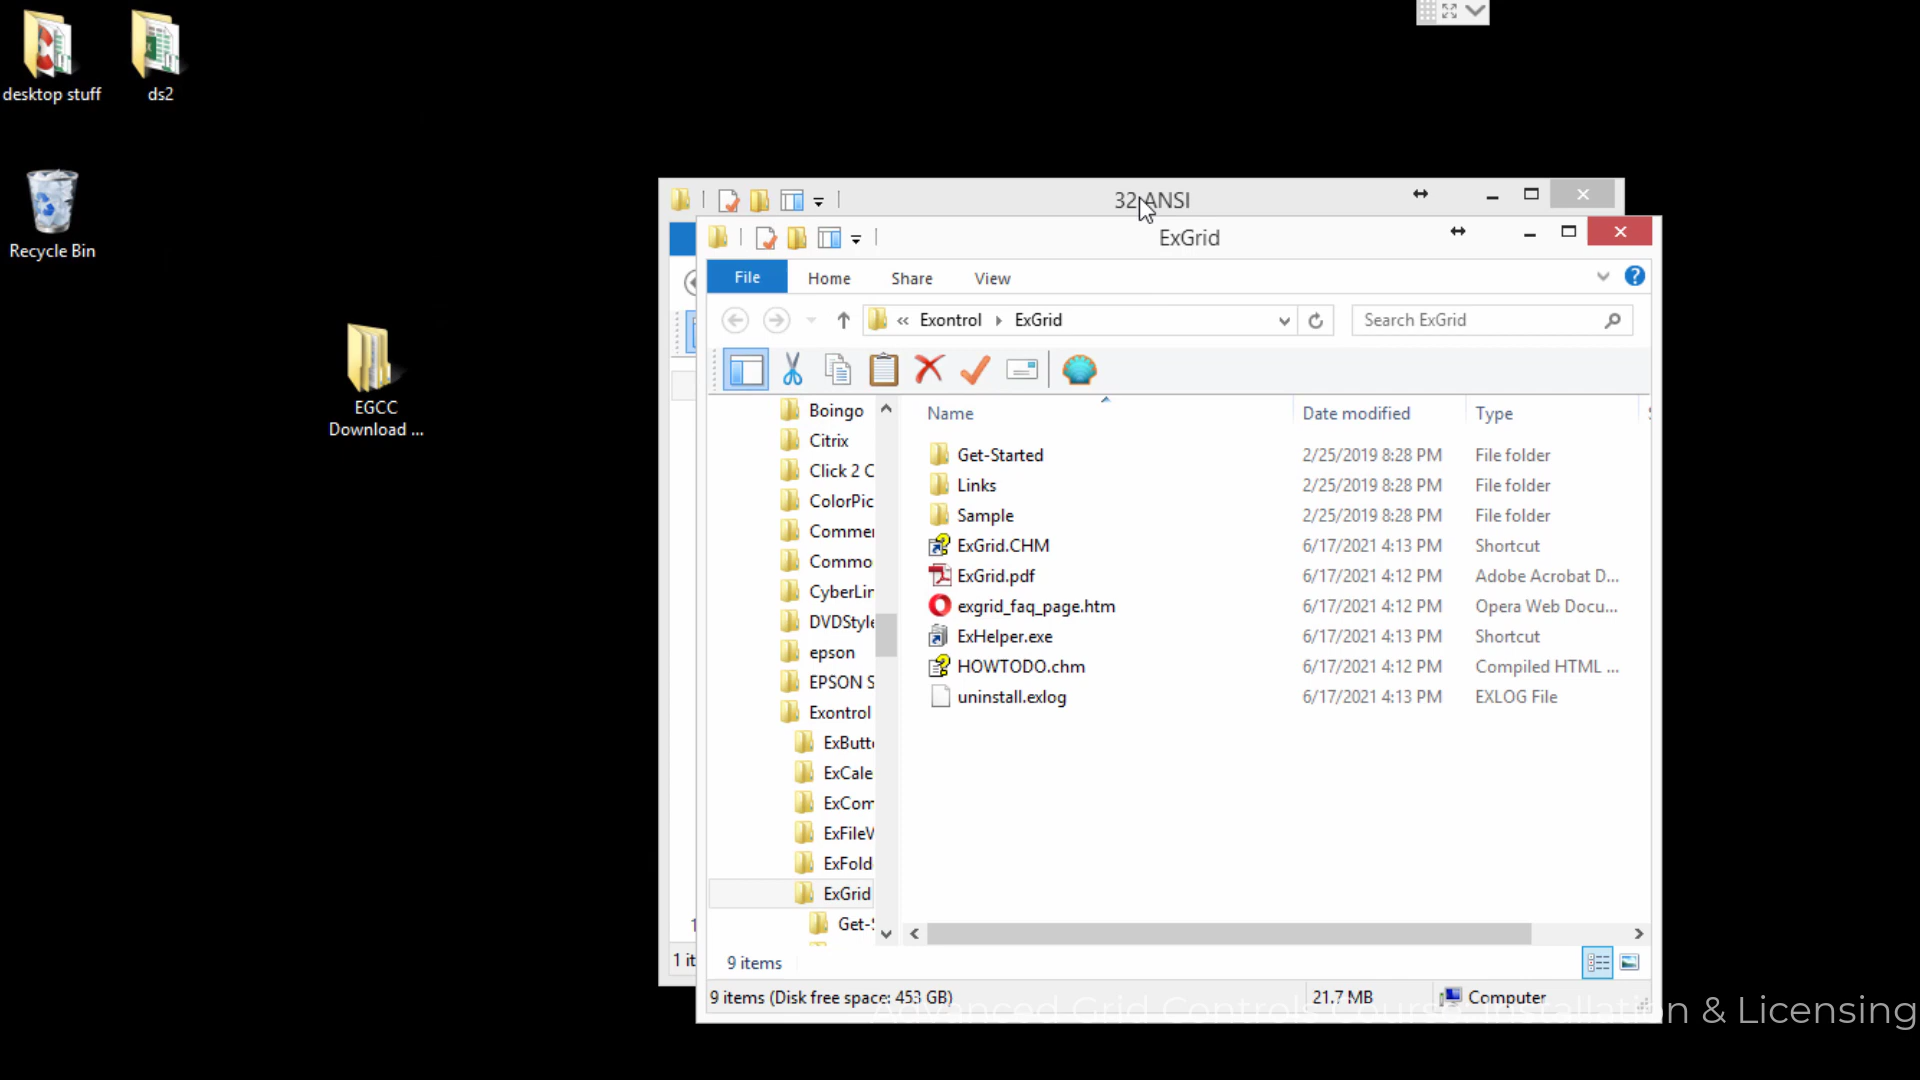 desktop stuff
ds2
Recycle Bin
EGCC
Download ...
32-ANSI
ExGrid
File
Home
Share
View
« Exontrol ExGrid
Search ExGrid
Boingo
Citrix
Click 2 C
ColorPic
Commer
Commo
CyberLin
DVDStyle
epson
EPSON S
Exontrol
ExButt
ExCale
ExCom
ExFileV
ExFold
ExGrid
Get-S
Name Date modified Type
Get-Started 2/25/2019 8:28 PM File folder
Links 2/25/2019 8:28 PM File folder
Sample 2/25/2019 8:28 PM File folder
ExGrid.CHM 6/17/2021 4:13 PM Shortcut
ExGrid.pdf 6/17/2021 4:12 PM Adobe Acrobat D...
exgrid_faq_page.htm 6/17/2021 4:12 PM Opera Web Docu...
ExHelper.exe 6/17/2021 4:13 PM Shortcut
HOWTODO.chm 6/17/2021 4:12 PM Compiled HTML ...
uninstall.exlog 6/17/2021 4:13 PM EXLOG File
9 items
1 it
9 items (Disk free space: 453 GB) 21.7 MB Computer
Advanced Grid Controls Course: Installation & Licensing